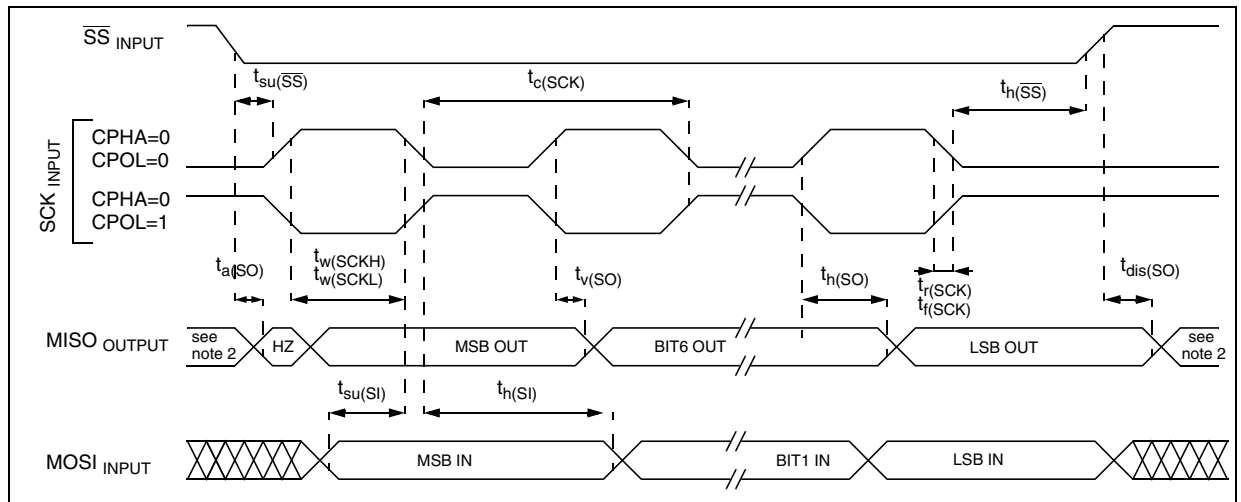 SS INPUT
tsu(SS)
tc(SCK)
th(SS)
SCK INPUT
CPHA=0
CPOL=0
CPHA=0
CPOL=1
ta(SO)
tw(SCKH)
tw(SCKL)
tv(SO)
th(SO)
tr(SCK)
tf(SCK)
tdis(SO)
MISO OUTPUT
see
note 2
HZ
MSB OUT
BIT6 OUT
LSB OUT
see
note 2
tsu(SI)
th(SI)
MOSI INPUT
MSB IN
BIT1 IN
LSB IN